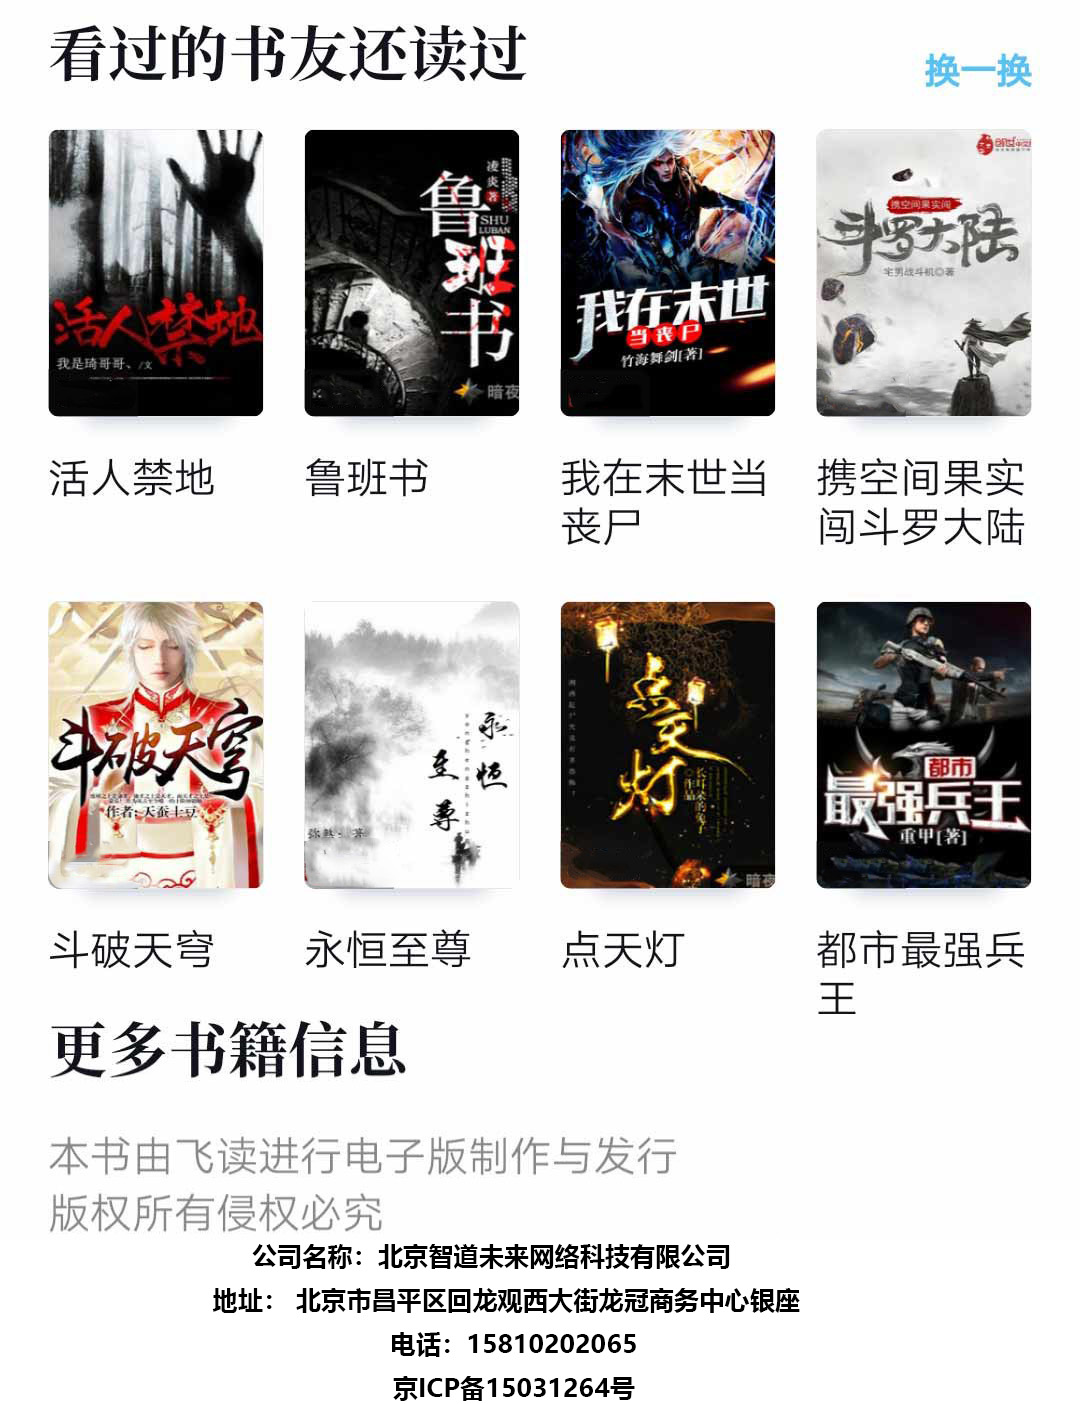 看过的书友还读过
换一换
活人禁地
我是琦哥哥、/文
凌炎 著
鲁班书
SHU
LUBAN
暗夜
我在末世
当丧尸
竹海舞剑[著]
携空间果实闯
斗罗大陆
宅男战斗机◎著
活人禁地
鲁班书
我在末世当
丧尸
携空间果实
闯斗罗大陆
斗破天穹
作者:天蚕土豆
永恒
至尊
点天灯
长耳朵的兔子
作品
暗夜
都市
最强兵王
重甲[著]
斗破天穹
永恒至尊
点天灯
都市最强兵
王
更多书籍信息
本书由飞读进行电子版制作与发行
版权所有侵权必究
公司名称：北京智道未来网络科技有限公司
地址： 北京市昌平区回龙观西大街龙冠商务中心银座
电话：15810202065
京ICP备15031264号